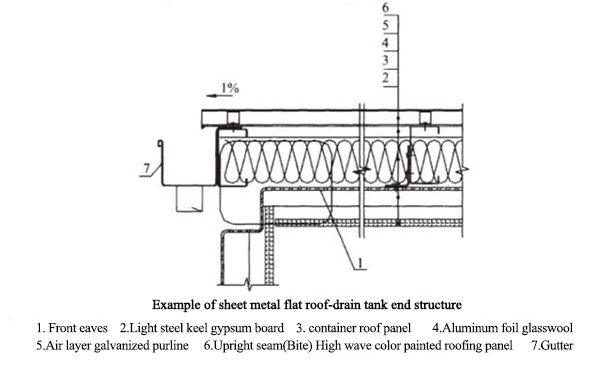 6
5
4
3
2
1%
7
1
Example of sheet metal flat roof-drain tank end structure
1. Front eaves 2.Light steel keel gypsum board 3. container roof panel 4.Aluminum foil glasswool
5.Air layer galvanized purline 6.Upright seam(Bite) High wave color painted roofing panel 7.Gutter